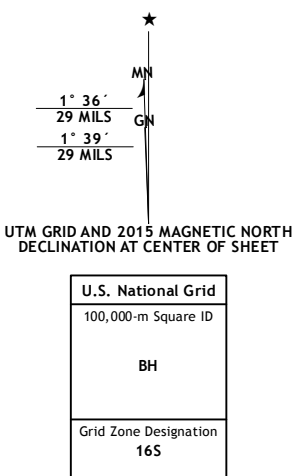 ★
MN
1° 36´
29 MILS
GN
1° 39´
29 MILS
UTM GRID AND 2015 MAGNETIC NORTH
DECLINATION AT CENTER OF SHEET
U.S. National Grid
100,000-m Square ID
BH
Grid Zone Designation
16S